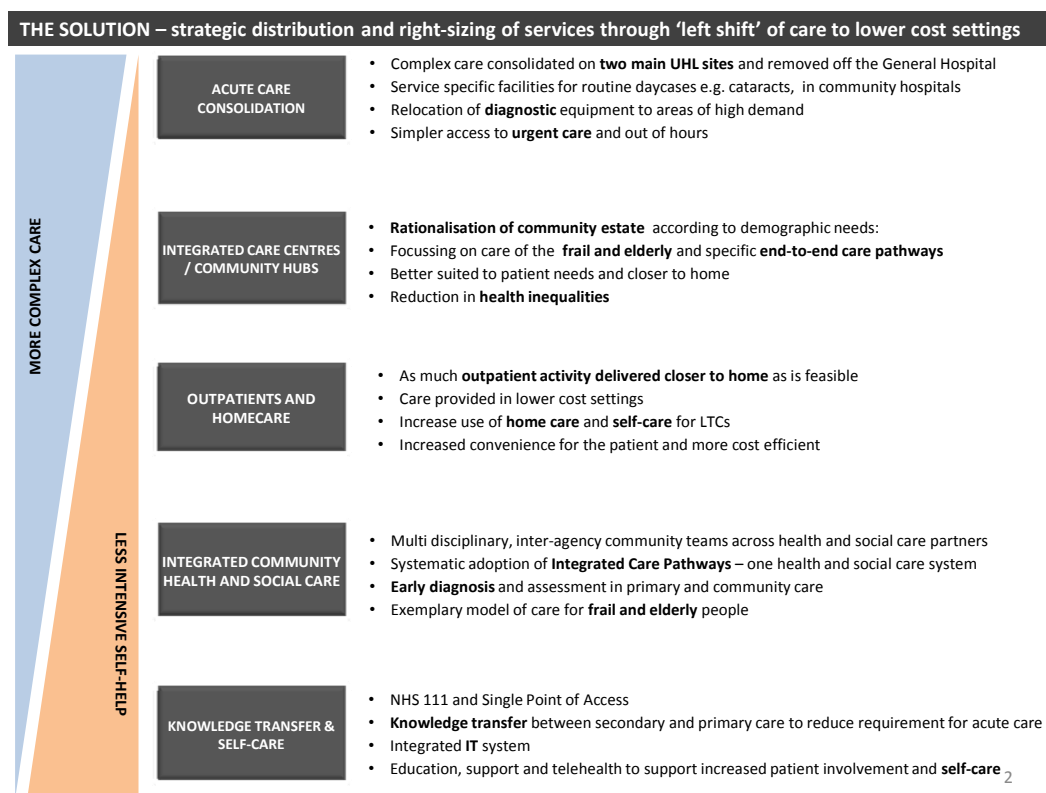 THE SOLUTION – strategic distribution and right-sizing of services through ‘left shift’ of care to lower cost settings
MORE COMPLEX CARE
LESS INTENSIVE SELF-HELP
ACUTE CARE
CONSOLIDATION
• Complex care consolidated on two main UHL sites and removed off the General Hospital
• Service specific facilities for routine daycases e.g. cataracts, in community hospitals
• Relocation of diagnostic equipment to areas of high demand
• Simpler access to urgent care and out of hours
INTEGRATED CARE CENTRES
/ COMMUNITY HUBS
• Rationalisation of community estate according to demographic needs:
• Focussing on care of the frail and elderly and specific end-to-end care pathways
• Better suited to patient needs and closer to home
• Reduction in health inequalities
OUTPATIENTS AND
HOMECARE
• As much outpatient activity delivered closer to home as is feasible
• Care provided in lower cost settings
• Increase use of home care and self-care for LTCs
• Increased convenience for the patient and more cost efficient
INTEGRATED COMMUNITY
HEALTH AND SOCIAL CARE
• Multi disciplinary, inter-agency community teams across health and social care partners
• Systematic adoption of Integrated Care Pathways – one health and social care system
• Early diagnosis and assessment in primary and community care
• Exemplary model of care for frail and elderly people
KNOWLEDGE TRANSFER &
SELF-CARE
• NHS 111 and Single Point of Access
• Knowledge transfer between secondary and primary care to reduce requirement for acute care
• Integrated IT system
• Education, support and telehealth to support increased patient involvement and self-care
2